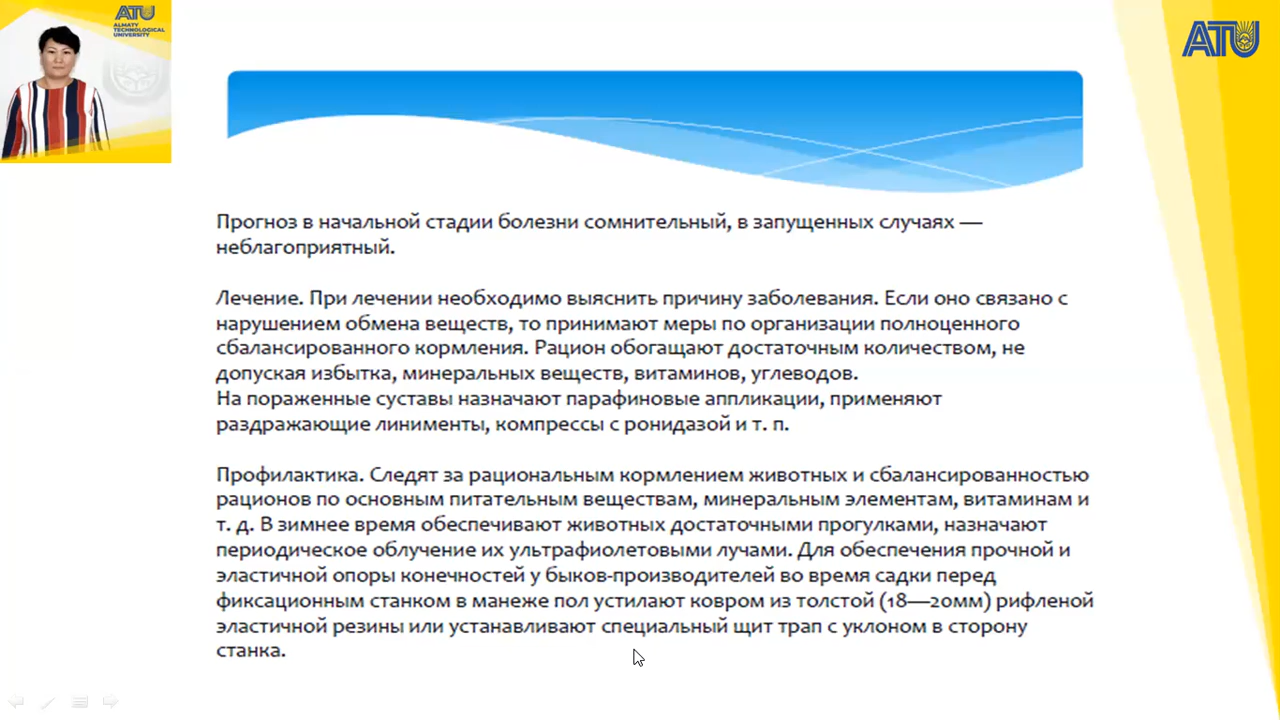 ATU
ALMATY
TECHNOLOGICAL
UNIVERSITY
ATU
Прогноз в начальной стадии болезни сомнительный, в запущенных случаях —
неблагоприятный.
Лечение. При лечении необходимо выяснить причину заболевания. Если оно связано с
нарушением обмена веществ, то принимают меры по организации полноценного
сбалансированного кормления. Рацион обогащают достаточным количеством, не
допуская избытка, минеральных веществ, витаминов, углеводов.
На пораженные суставы назначают парафиновые аппликации, применяют
раздражающие линименты, компрессы с ронидазой и т. п.
Профилактика. Следят за рациональным кормлением животных и сбалансированностью
рационов по основным питательным веществам, минеральным элементам, витаминам и
т. д. В зимнее время обеспечивают животных достаточными прогулками, назначают
периодическое облучение их ультрафиолетовыми лучами. Для обеспечения прочной и
эластичной опоры конечностей у быков-производителей во время садки перед
фиксационным станком в манеже пол устилают ковром из толстой (18—20мм) рифленой
эластичной резины или устанавливают специальный щит трап с уклоном в сторону
станка.